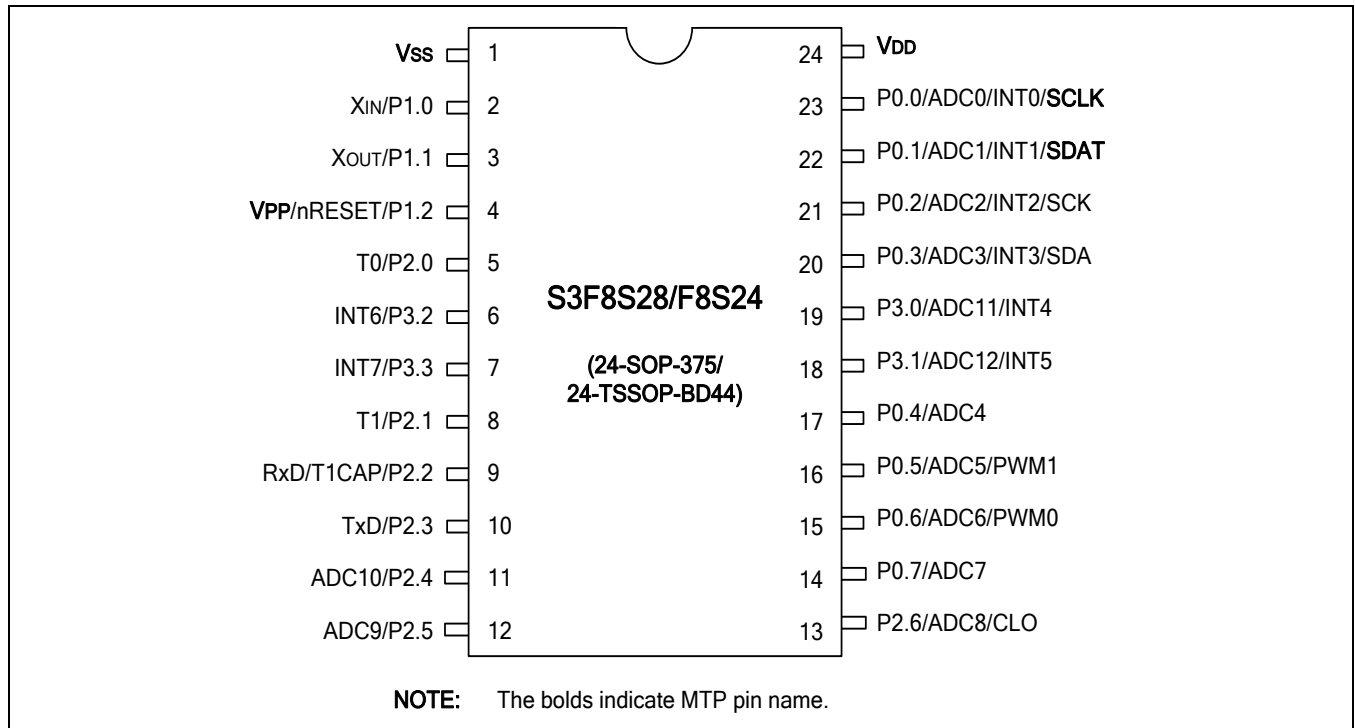 Vss 1 24 VDD
XIN/P1.0 2 23 P0.0/ADC0/INT0/SCLK
XOUT/P1.1 3 22 P0.1/ADC1/INT1/SDAT
VPP/nRESET/P1.2 4 21 P0.2/ADC2/INT2/SCK
T0/P2.0 5 20 P0.3/ADC3/INT3/SDA
S3F8S28/F8S24
INT6/P3.2 6 19 P3.0/ADC11/INT4
INT7/P3.3 7 18 P3.1/ADC12/INT5
(24-SOP-375/
24-TSSOP-BD44)
T1/P2.1 8 17 P0.4/ADC4
RxD/T1CAP/P2.2 9 16 P0.5/ADC5/PWM1
TxD/P2.3 10 15 P0.6/ADC6/PWM0
ADC10/P2.4 11 14 P0.7/ADC7
ADC9/P2.5 12 13 P2.6/ADC8/CLO
NOTE: The bolds indicate MTP pin name.